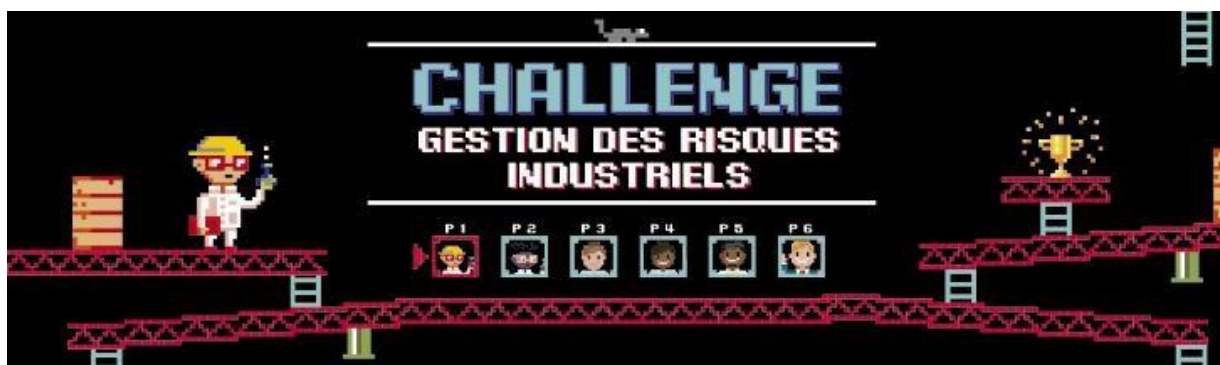 CHALLENGE
GESTION DES RISQUES
INDUSTRIELS
P1 P2 P3 P4 P5 P6